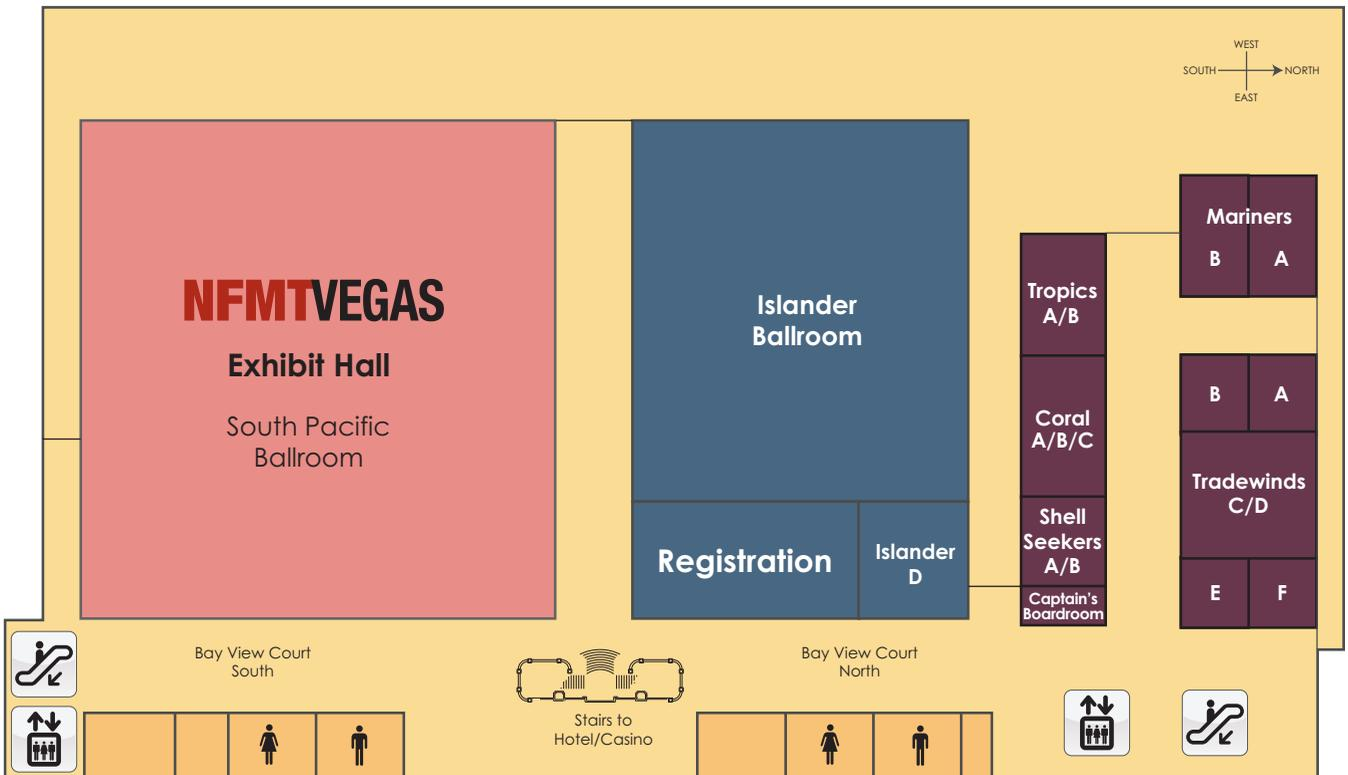 WEST
SOUTH
NORTH
EAST
NFMTVEGAS
Exhibit Hall
South Pacific
Ballroom
Islander
Ballroom
Registration
Islander
D
Tropics
A/B
Coral
A/B/C
Shell
Seekers
A/B
Captain's
Boardroom
Mariners
B
A
B
A
Tradewinds
C/D
E
F
Bay View Court
South
Stairs to
Hotel/Casino
Bay View Court
North